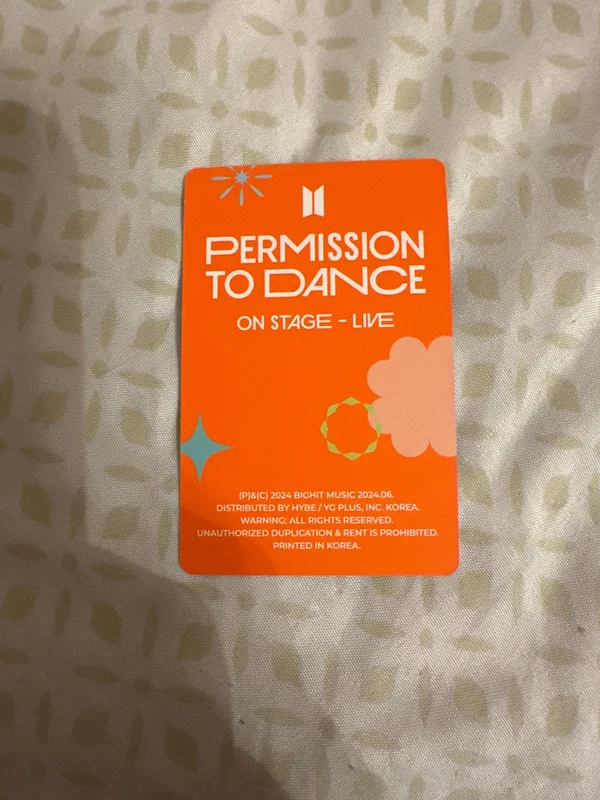 PERMISSION
TO DANCE
ON STAGE - LIVE
(P)&(C) 2024 BIGHIT MUSIC 2024.06.
DISTRIBUTED BY HYBE / YG PLUS, INC. KOREA.
WARNING: ALL RIGHTS RESERVED.
UNAUTHORIZED DUPLICATION & RENT IS PROHIBITED.
PRINTED IN KOREA.